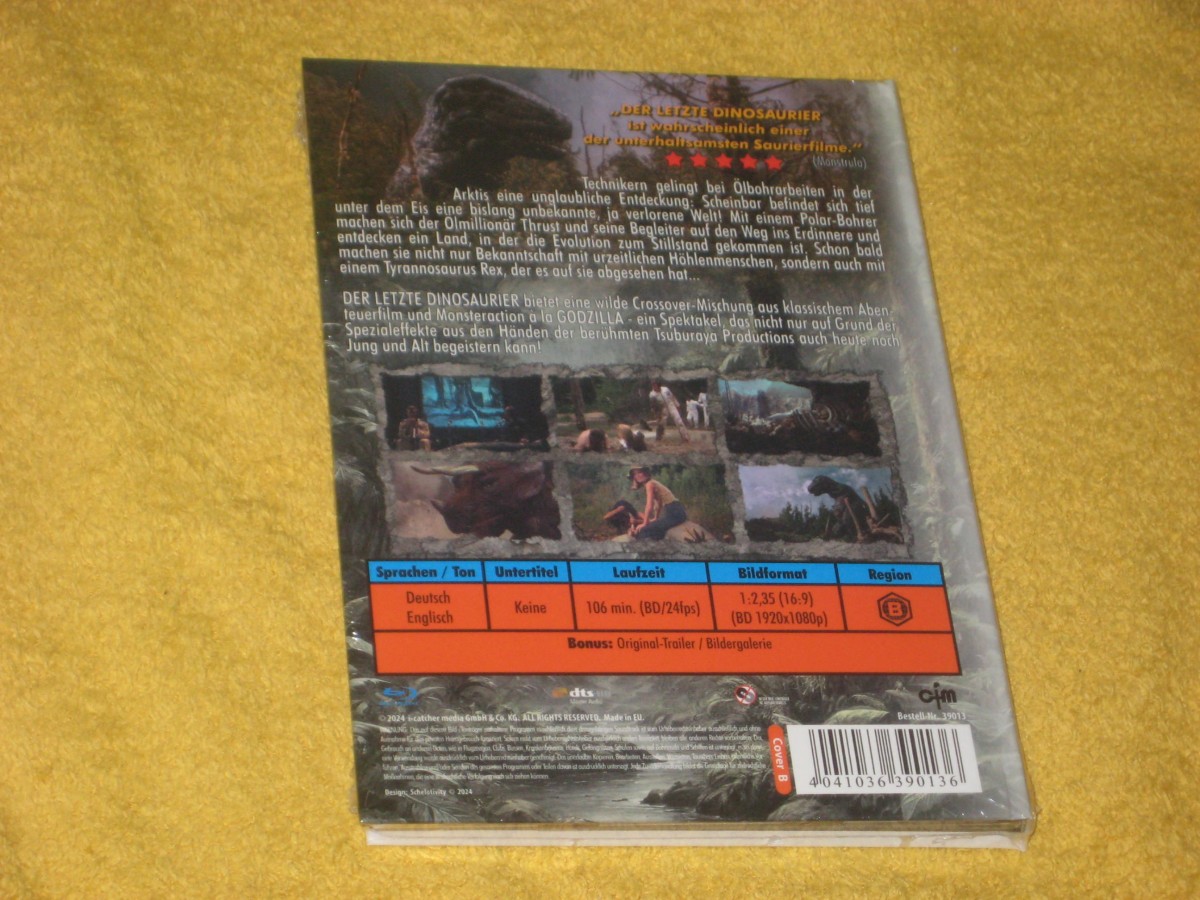 „DER LETZTE DINOSAURIER
ist wahrscheinlich einer
der unterhaltsamsten Saurierfilme."
(Monstrula)
Technikern gelingt bei Ölbohrarbeiten in der
Arktis eine unglaubliche Entdeckung: Scheinbar befindet sich tief
unter dem Eis eine bislang unbekannte, ja verlorene Welt! Mit einem Polar-Bohrer
machen sich der Ölmillionär Thrust und seine Begleiter auf den Weg ins Erdinnere und
entdecken ein Land, in der die Evolution zum Stillstand gekommen ist. Schon bald
machen sie nicht nur Bekanntschaft mit urzeitlichen Höhlenmenschen, sondern auch mit
einem Tyrannosaurus Rex, der es auf sie abgesehen hat...
DER LETZTE DINOSAURIER bietet eine wilde Crossover-Mischung aus klassischem Aben
teuerfilm und Monsteraction à la GODZILLA - ein Spektakel, das nicht nur auf Grund der
Spezialeffekte aus den Händen der berühmten Tsuburaya Productions auch heute noch
Jung und Alt begeistern kann!
Sprachen / Ton Untertitel Laufzeit Bildformat Region
Deutsch
Englisch
Keine
106 min. (BD/24fps)
1:2,35 (16:9)
(BD 1920x1080p)
B
Bonus: Original-Trailer / Bildergalerie
dts
cfm
© 2024 i-catcher media GmbH & Co. KG. ALL RIGHTS RESERVED. Made in EU.
Bestell-Nr. 39013
Cover B
4 041036 390136
Design: Schelotivity © 2024